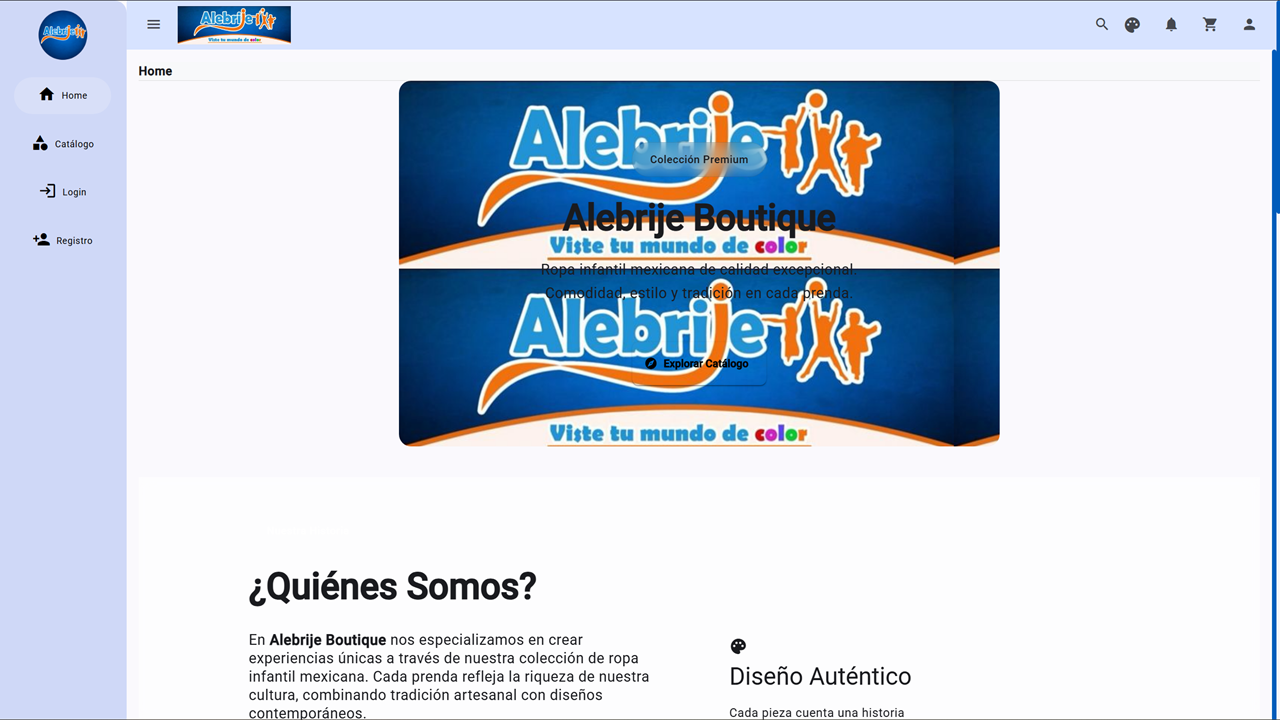 Alebrije
Alebrije
Viste tu mundo de color
Home
Catálogo
Login
Registro
Home
Alebrije
Colección Premium
Alebrije Boutique
Viste tu mundo de color
Ropa infantil mexicana de calidad excepcional.
Comodidad, estilo y tradición en cada prenda.
Alebrije
Explorar Catálogo
Viste tu mundo de color
¿Quiénes Somos?
En Alebrije Boutique nos especializamos en crear
experiencias únicas a través de nuestra colección de ropa
infantil mexicana. Cada prenda refleja la riqueza de nuestra
cultura, combinando tradición artesanal con diseños
contemporáneos.
Diseño Auténtico
Cada pieza cuenta una historia